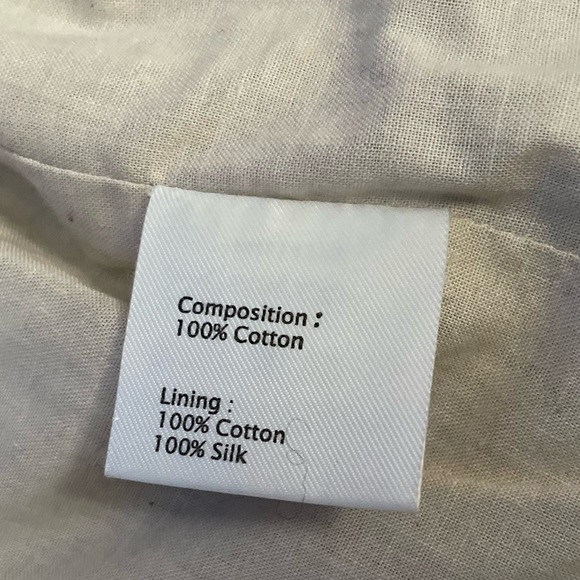 Composition :
100% Cotton
Lining :
100% Cotton
100% Silk